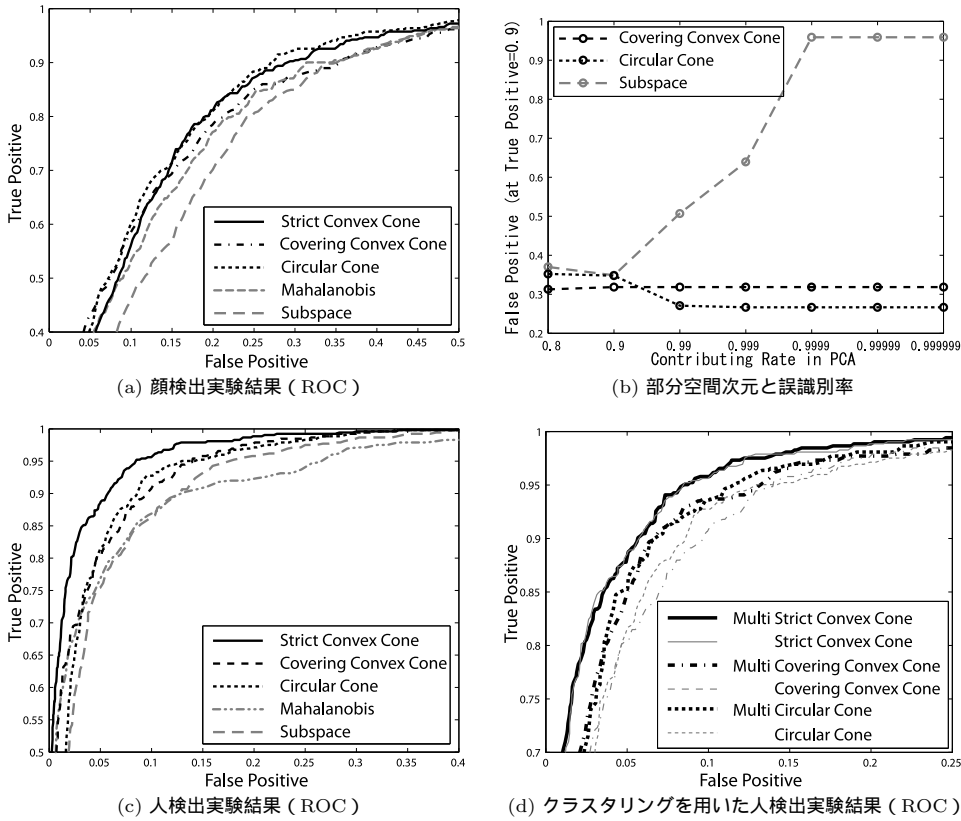 1
0.9
0.8
0.7
0.6
0.5
0.4
True Positive
Strict Convex Cone
Covering Convex Cone
Circular Cone
Mahalanobis
Subspace
0 0.05 0.1 0.15 0.2 0.25 0.3 0.35 0.4 0.45 0.5
False Positive
(a) 顔検出実験結果 ( ROC )
1
0.9
0.8
0.7
0.6
0.5
0.4
0.3
0.2
False Positive (at True Positive=0.9)
Covering Convex Cone
Circular Cone
Subspace
0.8 0.9 0.99 0.999 0.9999 0.99999 0.999999
Contributing Rate in PCA
(b) 部分空間次元と誤識別率
1
0.95
0.9
0.85
0.8
0.75
0.7
0.65
0.6
0.55
0.5
True Positive
Strict Convex Cone
Covering Convex Cone
Circular Cone
Mahalanobis
Subspace
0 0.05 0.1 0.15 0.2 0.25 0.3 0.35 0.4
False Positive
(c) 人検出実験結果 ( ROC )
1
0.95
0.9
0.85
0.8
0.75
0.7
True Positive
Multi Strict Convex Cone
Strict Convex Cone
Multi Covering Convex Cone
Covering Convex Cone
Multi Circular Cone
Circular Cone
0 0.05 0.1 0.15 0.2 0.25
False Positive
(d) クラスタリングを用いた人検出実験結果 ( ROC )